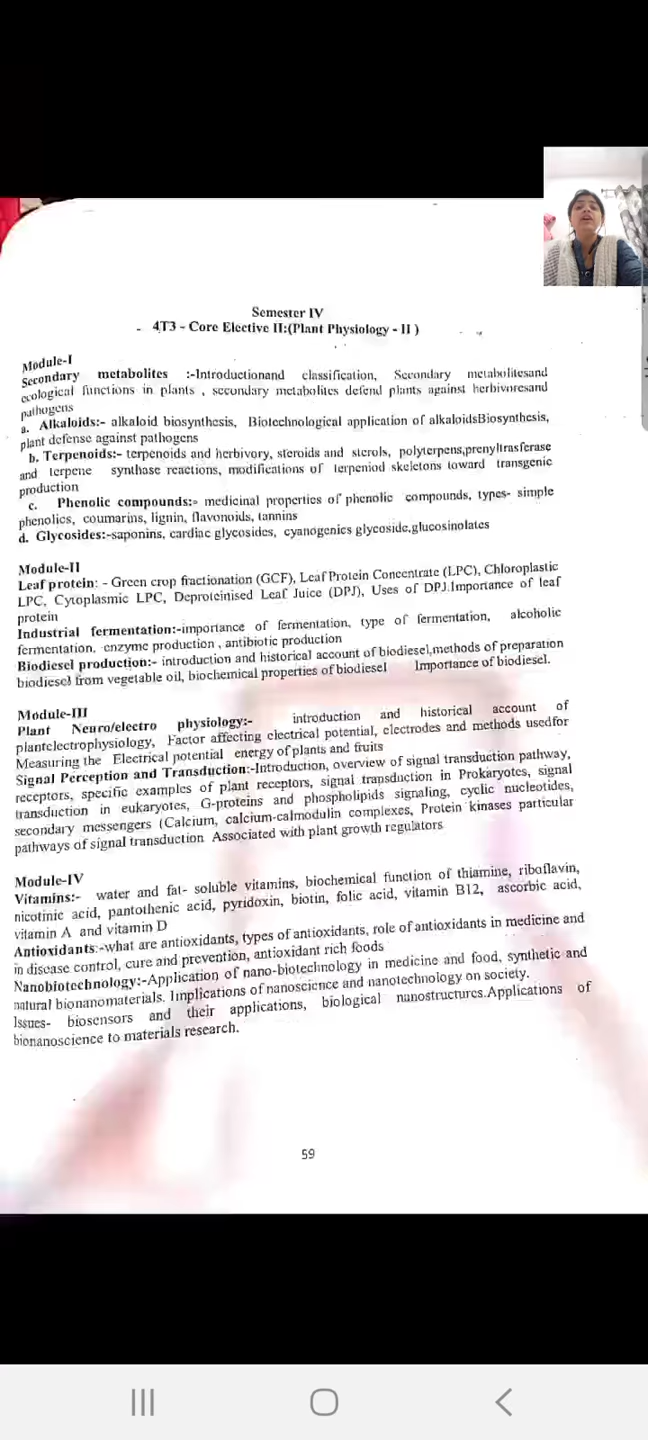 Semester IV
4T3 - Core Elective II:(Plant Physiology - II )
Module-I
Secondary metabolites :-Introductionand classification, Secondary metabolitesand
ecological functions in plants , secondary metabolites defend plants against herbivoresand
pathogens
a. Alkaloids:- alkaloid biosynthesis, Biotechnological application of alkaloidsBiosynthesis,
plant defense against pathogens
b. Terpenoids:- terpenoids and herbivory, steroids and sterols, polyterpens,prenyltrasferase
and terpene synthase reactions, modifications of terpeniod skeletons toward transgenic
production
c. Phenolic compounds:- medicinal properties of phenolic compounds, types- simple
phenolics, coumarins, lignin, flavonoids, tannins
d. Glycosides:-saponins, cardiac glycosides, cyanogenics glycoside,glucosinolates
Module-II
Leaf protein: - Green crop fractionation (GCF), Leaf Protein Concentrate (LPC), Chloroplastic
LPC, Cytoplasmic LPC, Deproteinised Leaf Juice (DPJ), Uses of DPJ.Importance of leaf
protein
Industrial fermentation:-importance of fermentation, type of fermentation, alcoholic
fermentation, enzyme production , antibiotic production
Biodiesel production:- introduction and historical account of biodiesel,methods of preparation
biodiesel from vegetable oil, biochemical properties of biodiesel Importance of biodiesel.
Module-III
Plant Neuro/electro physiology:- introduction and historical account of
plantelectrophysiology, Factor affecting electrical potential, electrodes and methods usedfor
Measuring the Electrical potential energy of plants and fruits
Signal Perception and Transduction:-Introduction, overview of signal transduction pathway,
receptors, specific examples of plant receptors, signal transduction in Prokaryotes, signal
transduction in eukaryotes, G-proteins and phospholipids signaling, cyclic nucleotides,
secondary messengers (Calcium, calcium-calmodulin complexes, Protein kinases particular
pathways of signal transduction Associated with plant growth regulators
Module-IV
Vitamins:- water and fat- soluble vitamins, biochemical function of thiamine, riboflavin,
nicotinic acid, pantothenic acid, pyridoxin, biotin, folic acid, vitamin B12, ascorbic acid,
vitamin A and vitamin D
Antioxidants:-what are antioxidants, types of antioxidants, role of antioxidants in medicine and
in disease control, cure and prevention, antioxidant rich foods
Nanobiotechnology:-Application of nano-biotechnology in medicine and food, synthetic and
natural bionanomaterials. Implications of nanoscience and nanotechnology on society.
Issues- biosensors and their applications, biological nanostructures.Applications of
bionanoscience to materials research.
59